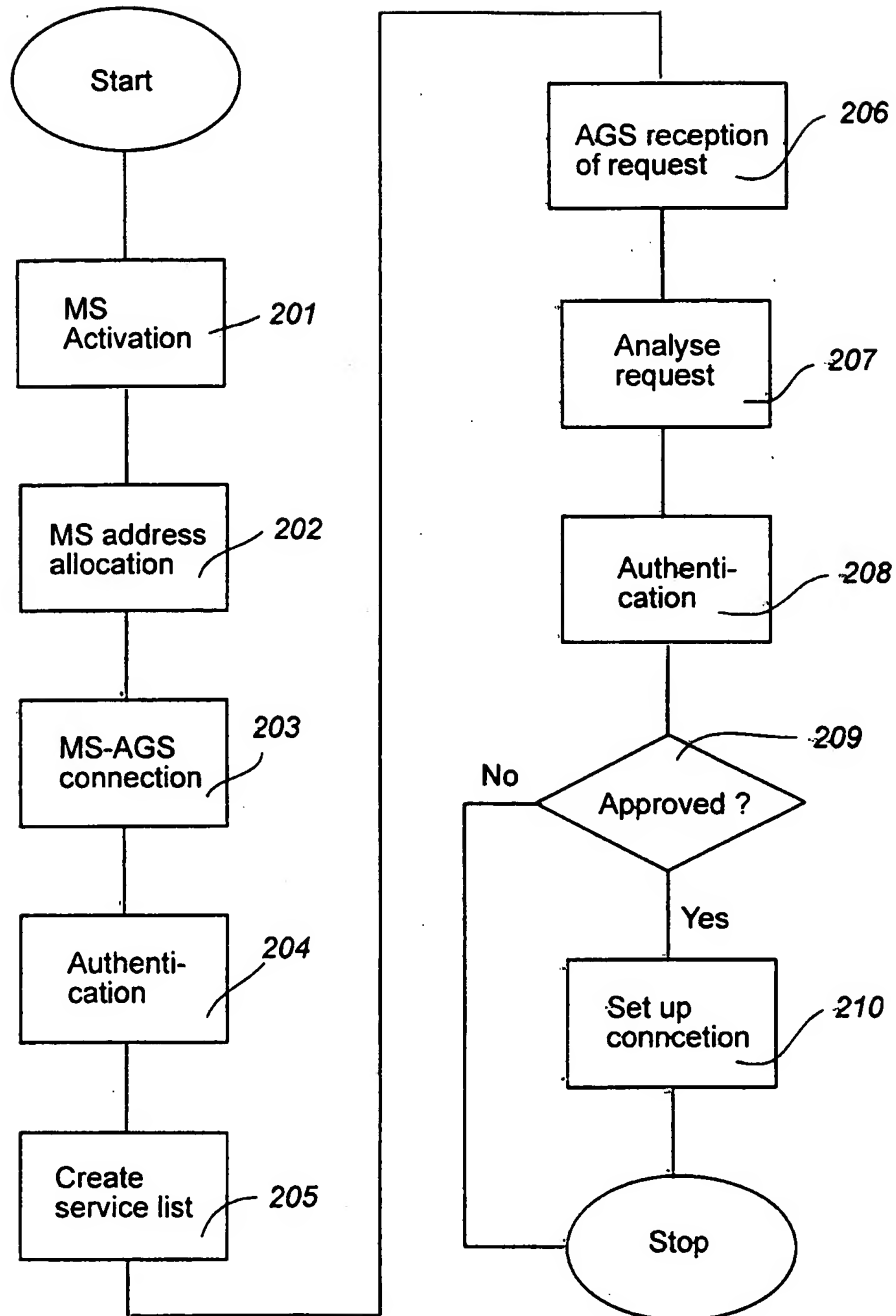 Start
MS
Activation
201
MS address
allocation
202
MS-AGS
connection
203
Authenti-
cation
204
Create
service list
205
AGS reception
of request
206
Analyse
request
207
Authenti-
cation
208
Approved ?
209
No
Yes
Set up
conncetion
210
Stop